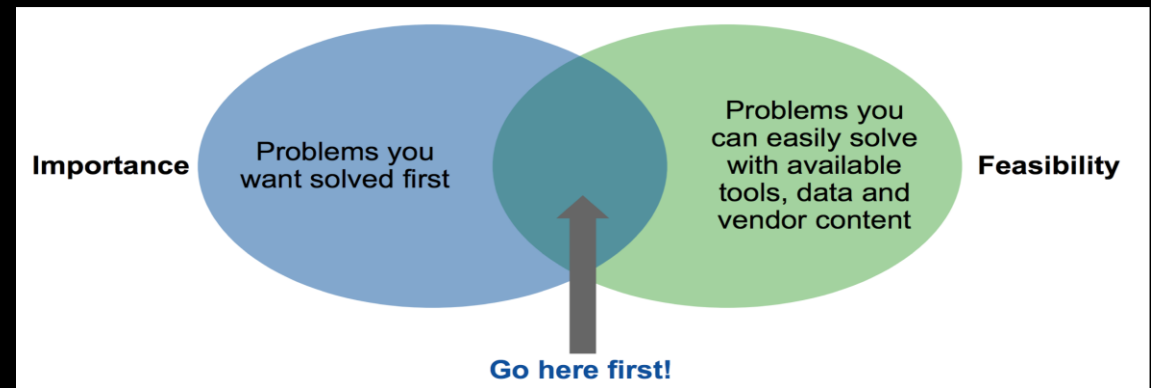 Importance
Problems you
want solved first
Problems you
can easily solve
with available
tools, data and
vendor content
Feasibility
Go here first!